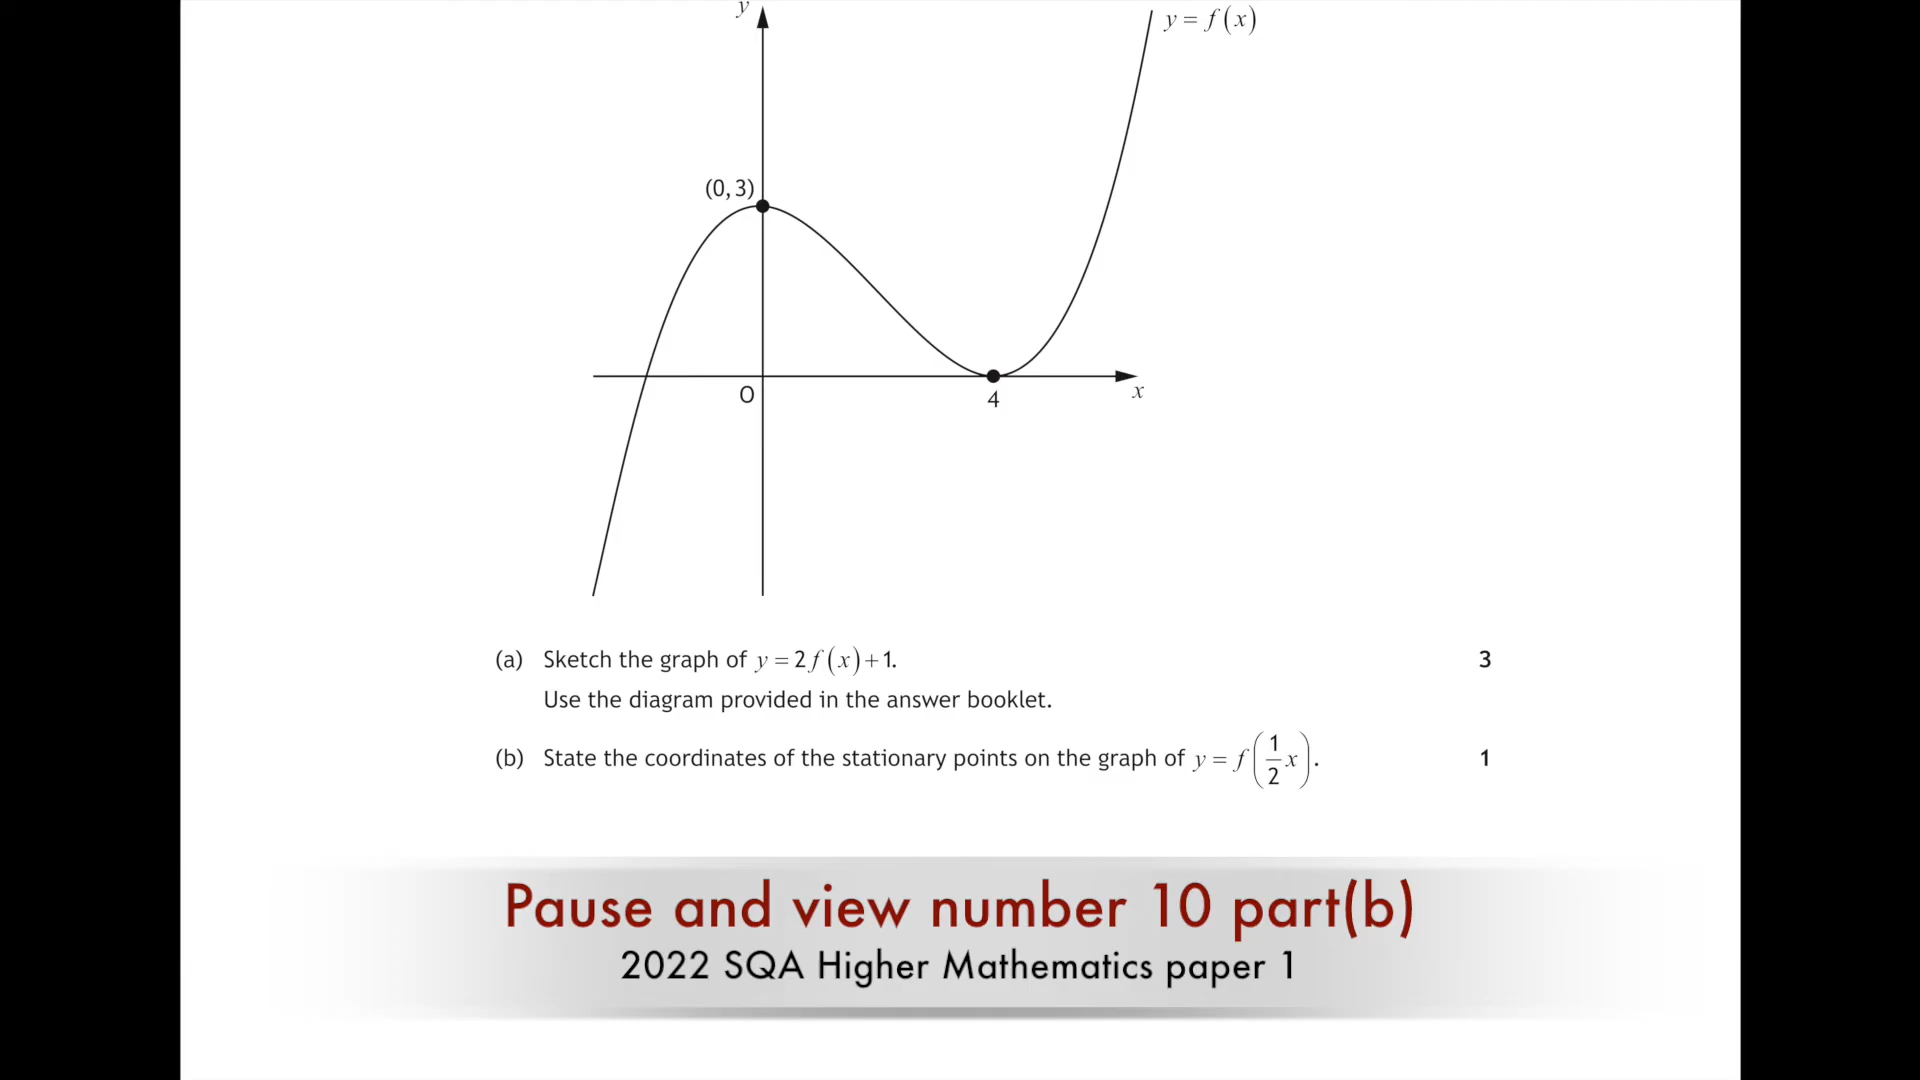 y
y = f(x)
(0, 3)
O
4
x
(a) Sketch the graph of y = 2f(x)+1. 3
Use the diagram provided in the answer booklet.
(b) State the coordinates of the stationary points on the graph of y = f(1/2 x). 1
Pause and view number 10 part(b)
2022 SQA Higher Mathematics paper 1